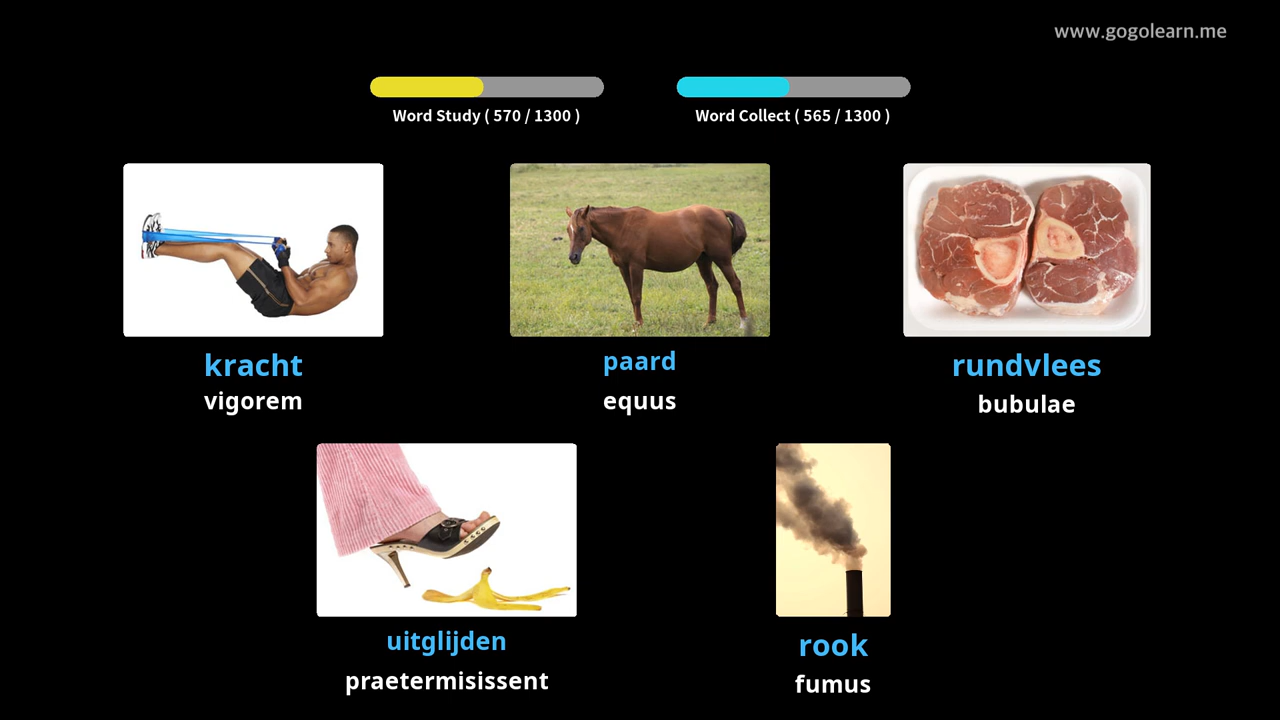 www.gogolearn.me
Word Study ( 570 / 1300 )
Word Collect ( 565 / 1300 )
kracht
vigorem
paard
equus
rundvlees
bubulae
uitglijden
praetermisissent
rook
fumus